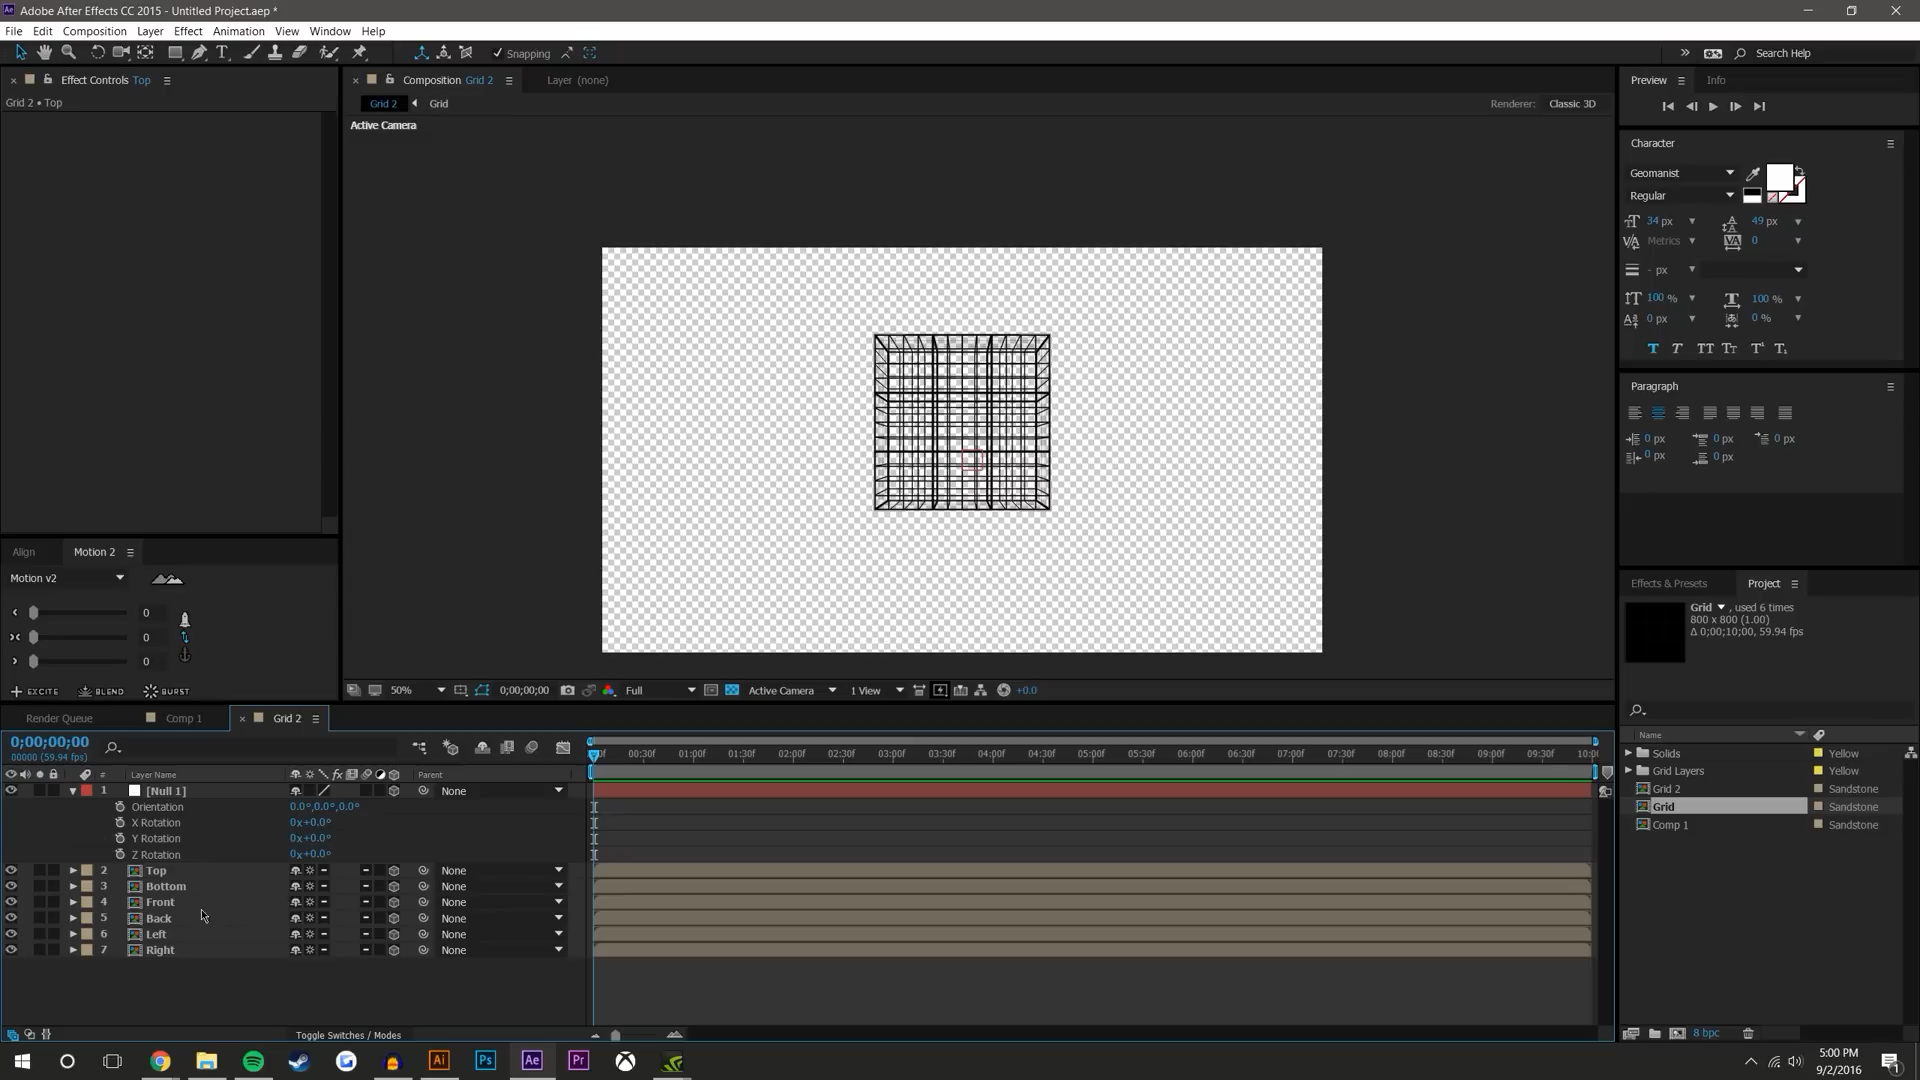 Adobe After Effects CC 2015 - Untitled Project.aep *
File Edit Composition Layer Effect Animation View Window Help
Snapping
Search Help
Effect Controls Top
Composition Grid 2
Layer (none)
Preview
Info
Grid 2 • Top
Grid 2
Grid
Renderer: Classic 3D
Active Camera
Character
Geomanist
Regular
34 px
49 px
Metrics
0
- px
100 %
100 %
0 px
0 %
T T TT Tт T¹ T₁
Paragraph
0 px
0 px
0 px
0 px
0 px
Align
Motion 2
Motion v2
0
0
0
EXCITE
BLEND
BURST
Effects & Presets
Project
Grid , used 6 times
800 x 800 (1.00)
Δ 0;00;10;00, 59.94 fps
50%
0;00;00;00
Full
Active Camera
1 View
+0.0
Render Queue
Comp 1
Grid 2
0;00;00;00
00000 (59.94 fps)
00:30f 01:00f 01:30f 02:00f 02:30f 03:00f 03:30f 04:00f 04:30f 05:00f 05:30f 06:00f 06:30f 07:00f 07:30f 08:00f 08:30f 09:00f 09:30f
# Layer Name
Parent
1 [Null 1] None
Orientation 0.0°,0.0°,0.0°
X Rotation 0x+0.0°
Y Rotation 0x+0.0°
Z Rotation 0x+0.0°
2 Top None
3 Bottom None
4 Front None
5 Back None
6 Left None
7 Right None
Toggle Switches / Modes
Name
Solids Yellow
Grid Layers Yellow
Grid 2 Sandstone
Grid Sandstone
Comp 1 Sandstone
8 bpc
Ai Ps Ae Pr
5:00 PM
9/2/2016
1